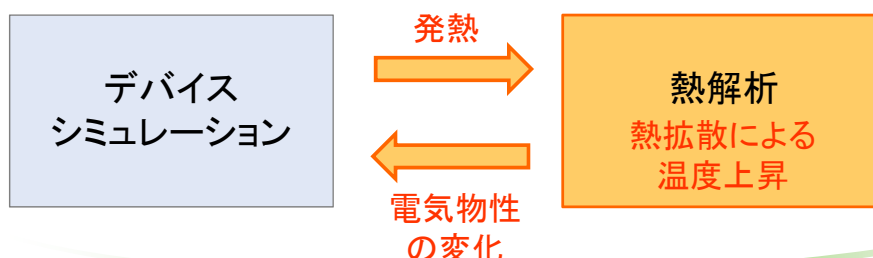 発熱
デバイス
シミュレーション
熱解析
熱拡散による
温度上昇
電気物性
の変化